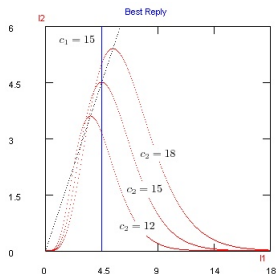 Best Reply
I2
6
c₁ = 15
4.5
3
c₂ = 18
c₂ = 15
1.5
c₂ = 12
0
I1
0 4.5 9 14 18